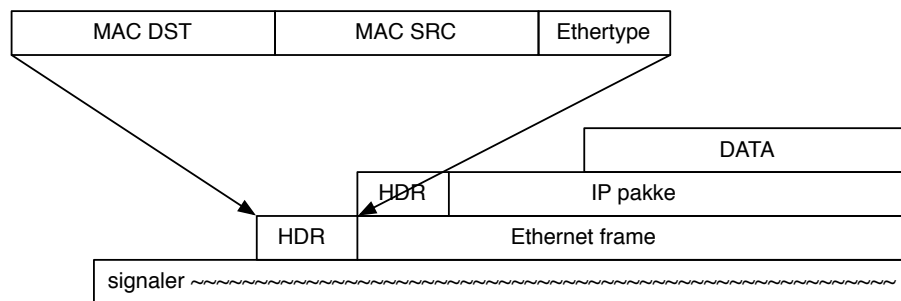 MAC DST MAC SRC Ethertype
DATA
HDR IP pakke
HDR Ethernet frame
signaler ~~~~~~~~~~~~~~~~~~~~~~~~~~~~~~~~~~~~~~~~~~~~~~~~~~~~~~~~